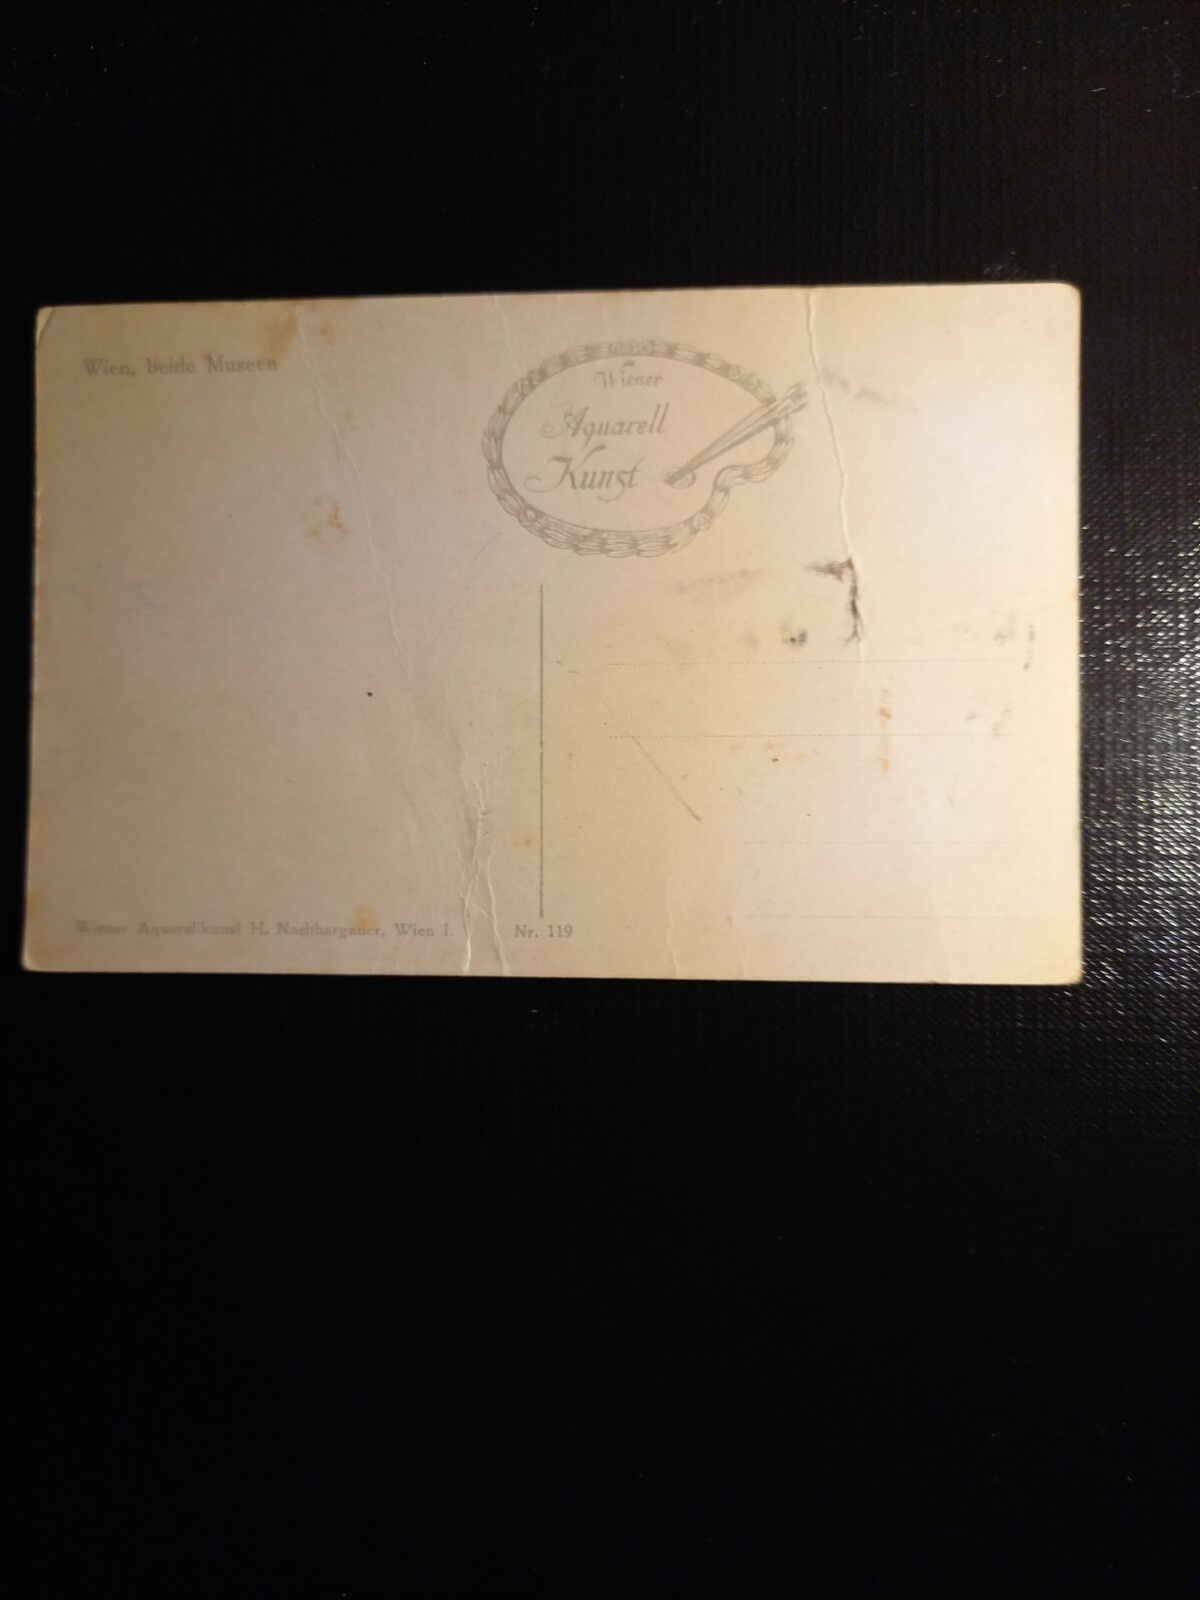 Wien, beide Museen
Wiener
Aquarell
Kunst
Wiener Aquarellkunst H. Nachbargauer, Wien I.
Nr. 119